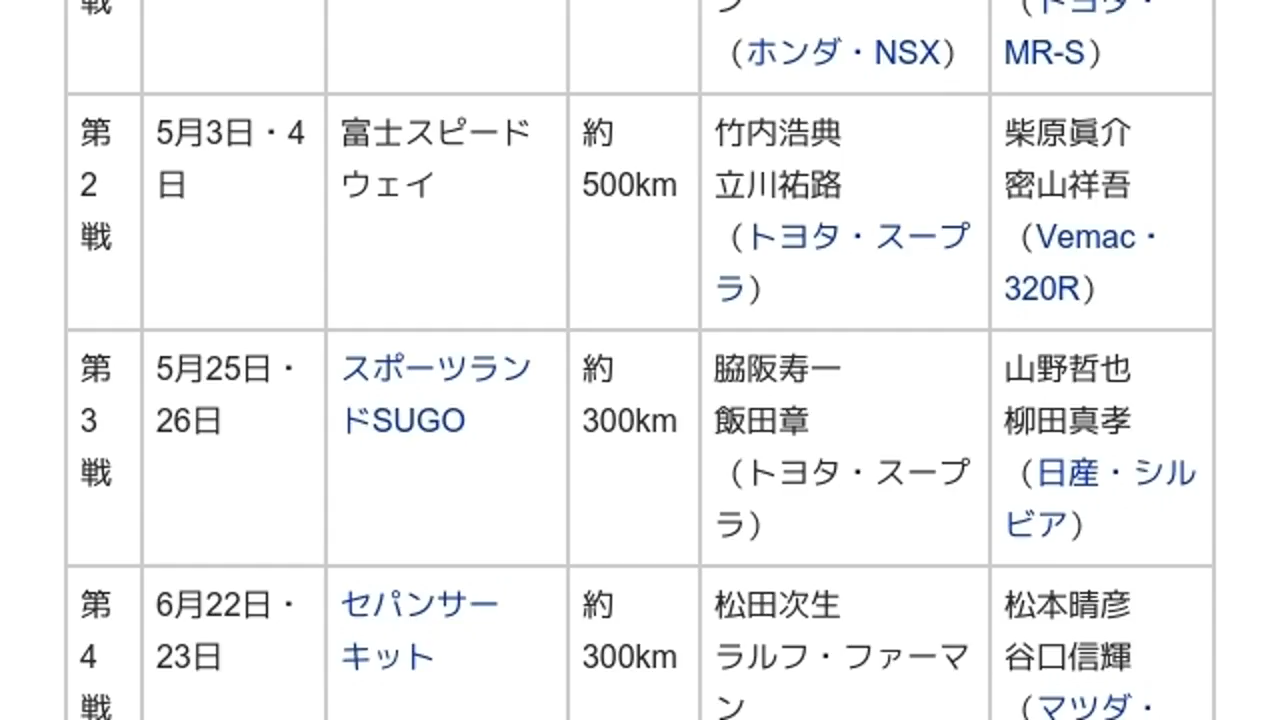 戦
ン
（トヨタ・
（ホンダ・NSX）
MR-S）
第
2
戦
5月3日・4
日
富士スピード
ウェイ
約
500km
竹内浩典
立川祐路
（トヨタ・スープ
ラ）
柴原眞介
密山祥吾
（Vemac・
320R）
第
3
戦
5月25日・
26日
スポーツラン
ドSUGO
約
300km
脇阪寿一
飯田章
（トヨタ・スープ
ラ）
山野哲也
柳田真孝
（日産・シル
ビア）
第
4
戦
6月22日・
23日
セパンサー
キット
約
300km
松田次生
ラルフ・ファーマ
ン
松本晴彦
谷口信輝
（マツダ・